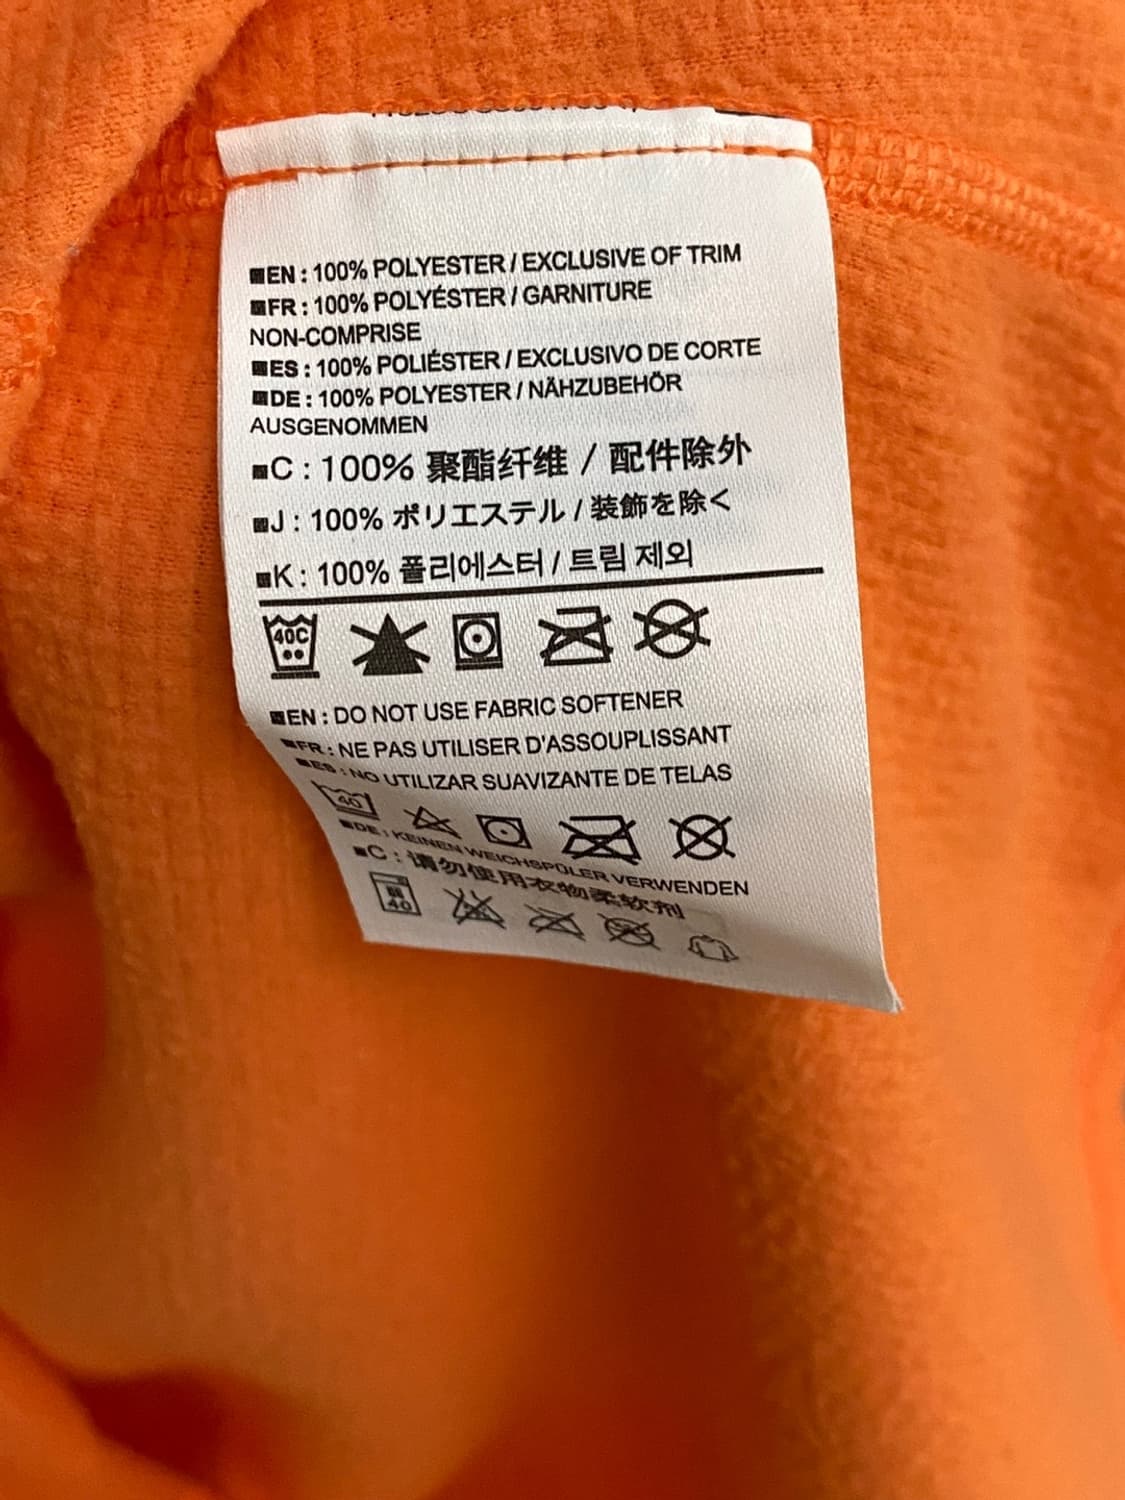 EN : 100% POLYESTER / EXCLUSIVE OF TRIM
FR : 100% POLYÉSTER / GARNITURE
NON-COMPRISE
ES : 100% POLIÉSTER / EXCLUSIVO DE CORTE
DE : 100% POLYESTER / NÄHZUBEHÖR
AUSGENOMMEN
C : 100% 聚酯纤维 / 配件除外
J : 100% ポリエステル / 装飾を除く
K : 100% 폴리에스터 / 트림 제외
40C
EN : DO NOT USE FABRIC SOFTENER
FR : NE PAS UTILISER D'ASSOUPLISSANT
ES : NO UTILIZAR SUAVIZANTE DE TELAS
40
DE : KEINEN WEICHSPÜLER VERWENDEN
C : 请勿使用衣物柔软剂
40